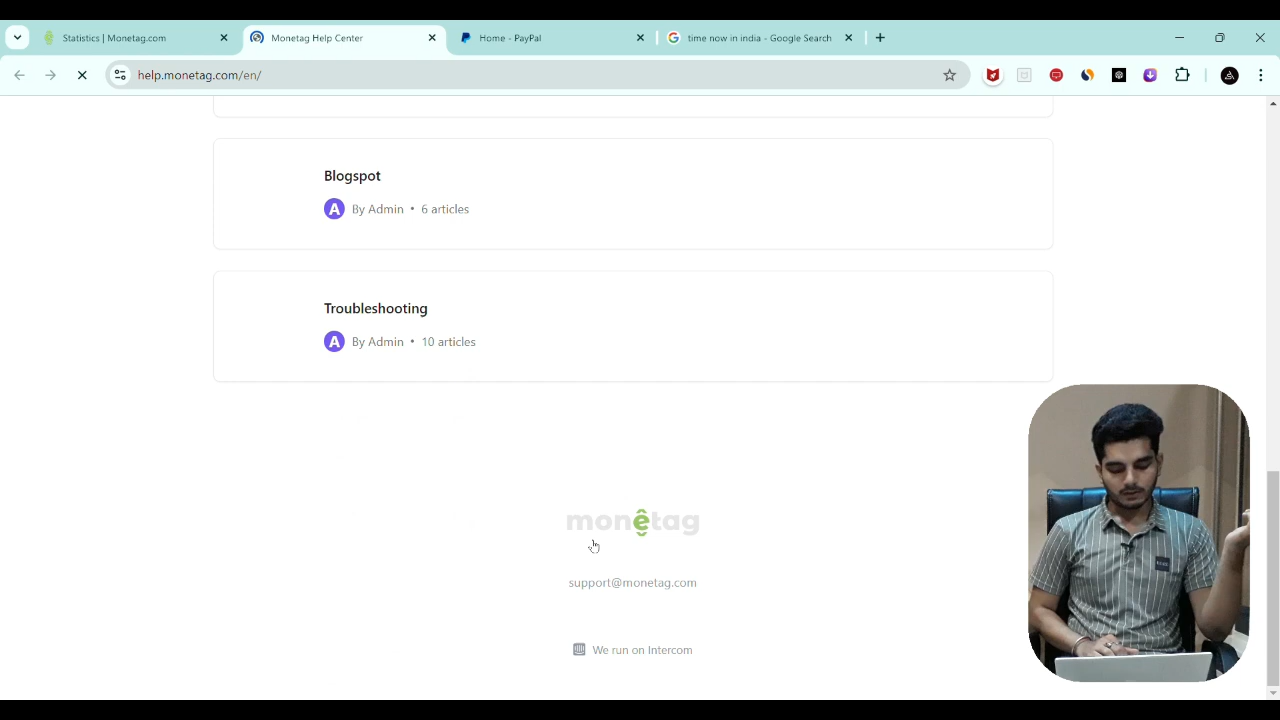 Statistics | Monetag.com
Monetag Help Center
Home - PayPal
time now in india - Google Search
help.monetag.com/en/
Blogspot
A By Admin • 6 articles
Troubleshooting
A By Admin • 10 articles
monetag
support@monetag.com
We run on Intercom